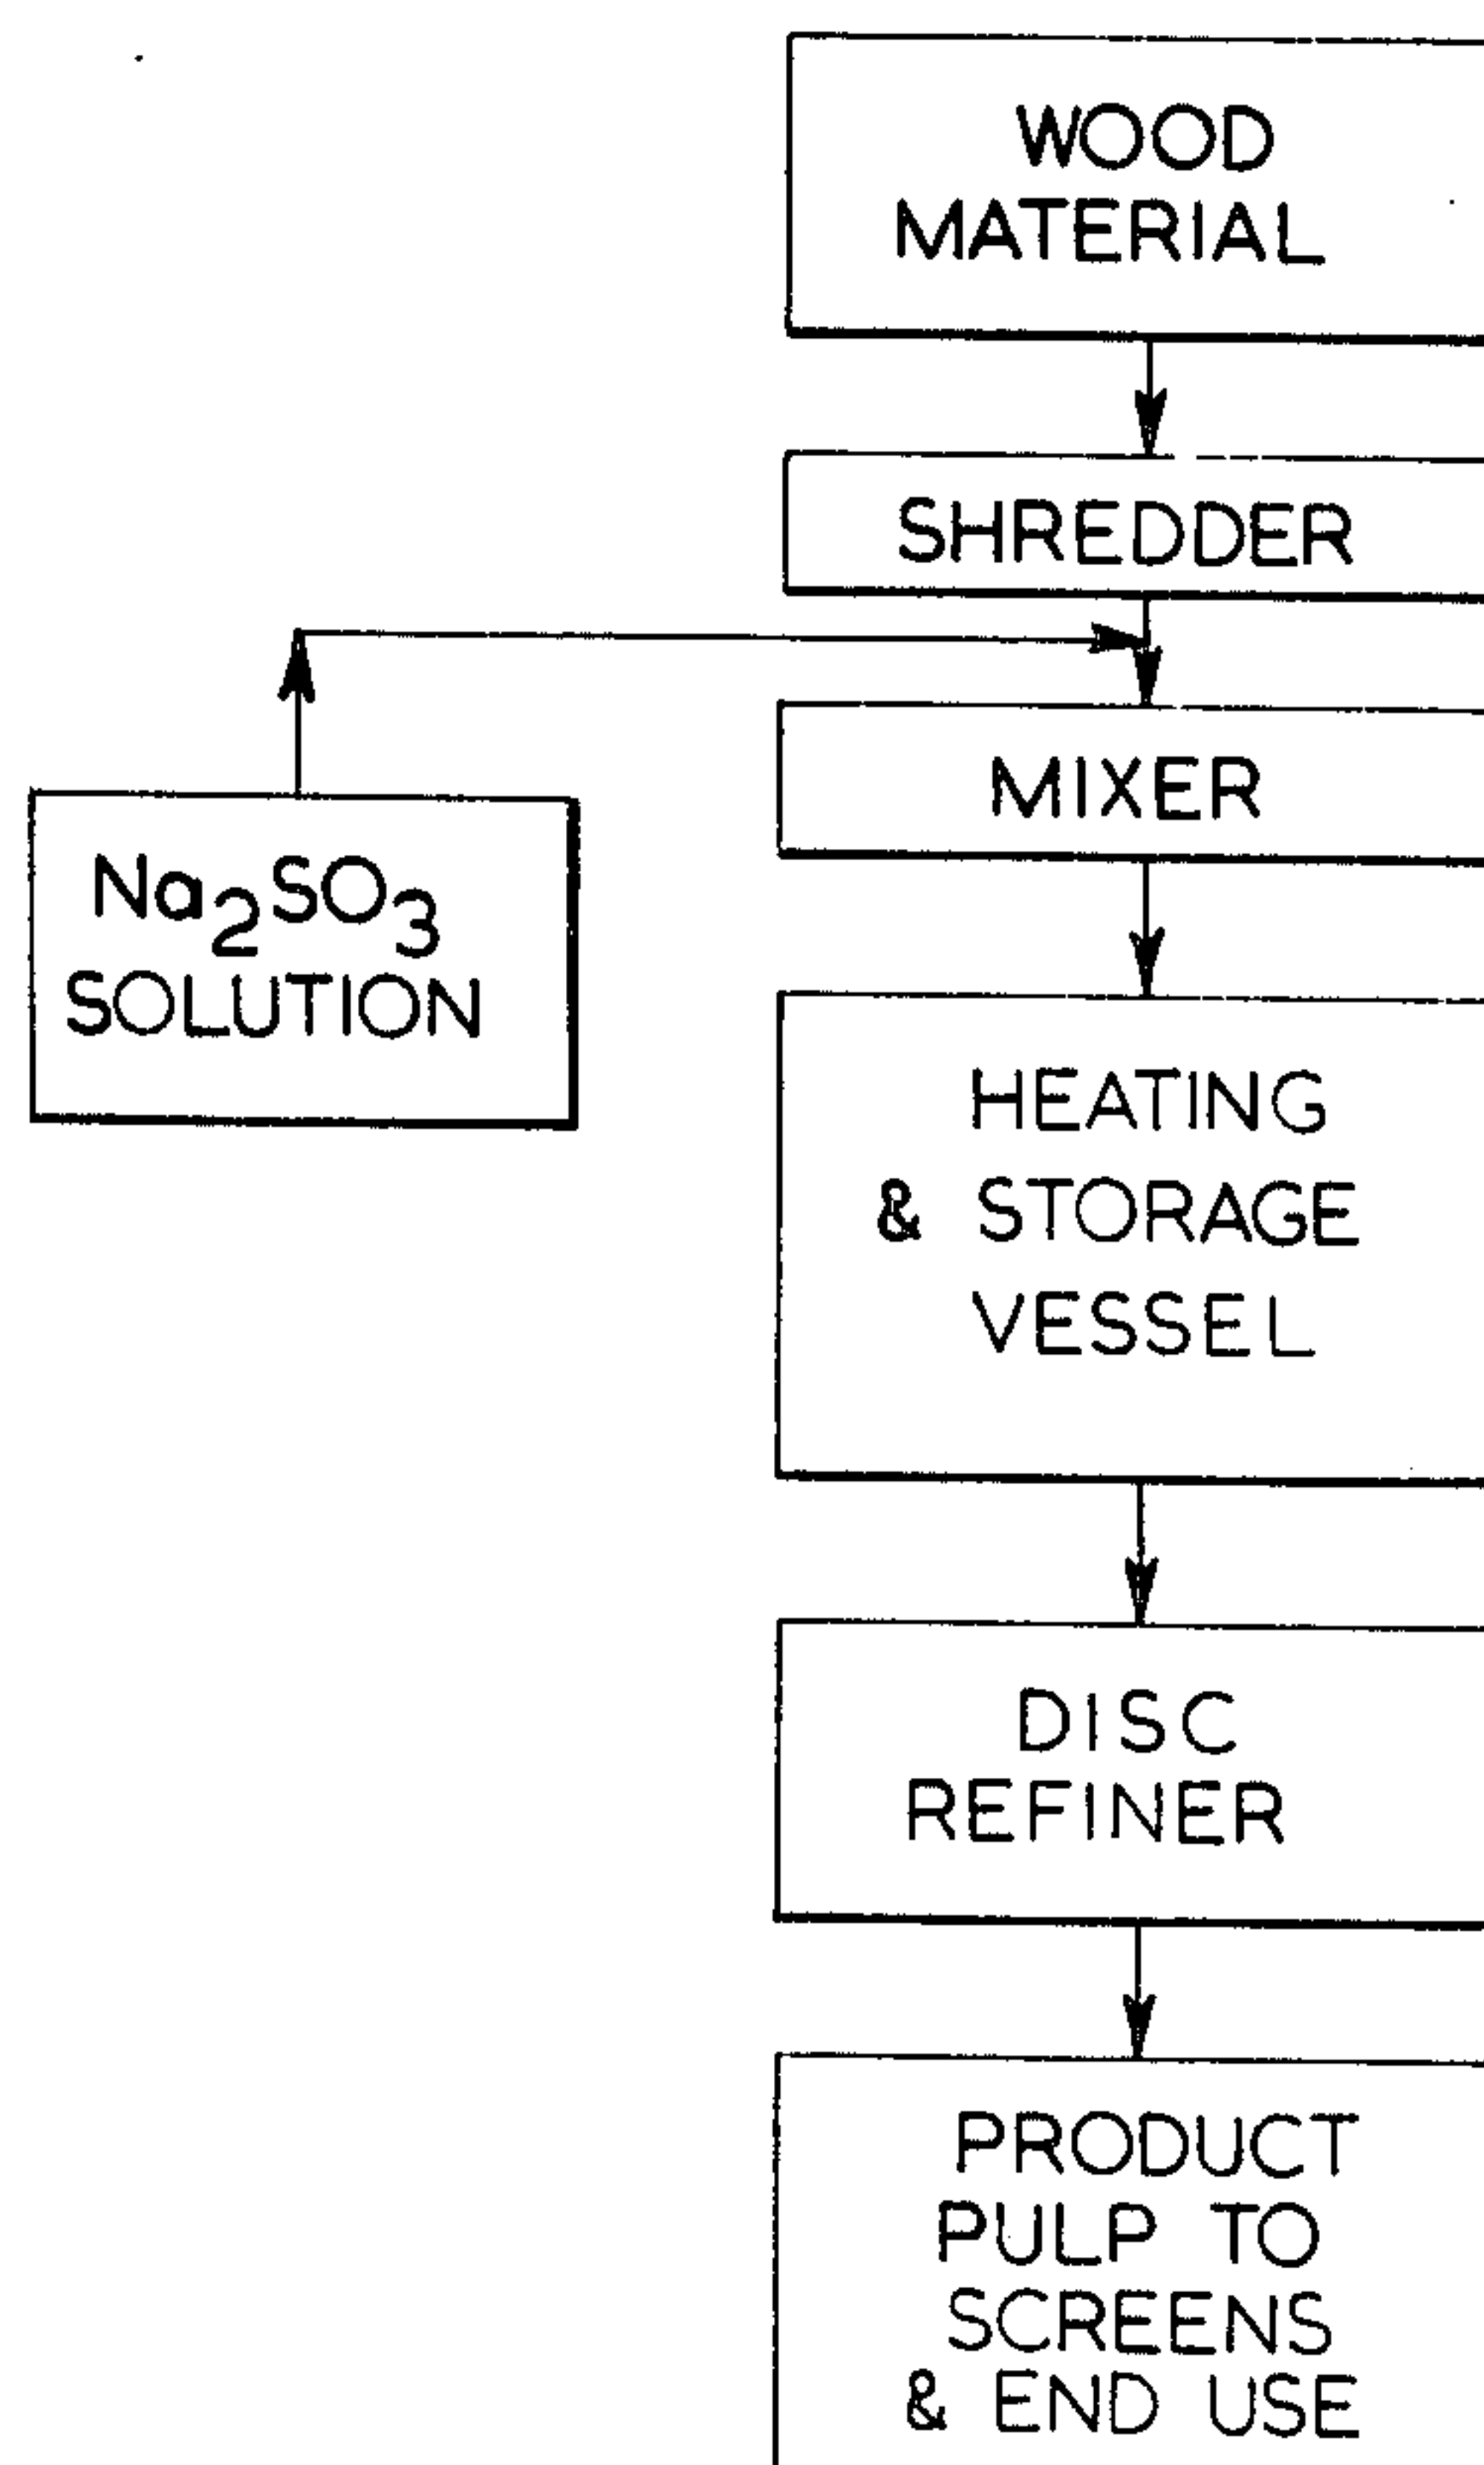 WOOD
MATERIAL
SHREDDER
MIXER
Na₂SO₃
SOLUTION
HEATING
& STORAGE
VESSEL
DISC
REFINER
PRODUCT
PULP TO
SCREENS
& END USE